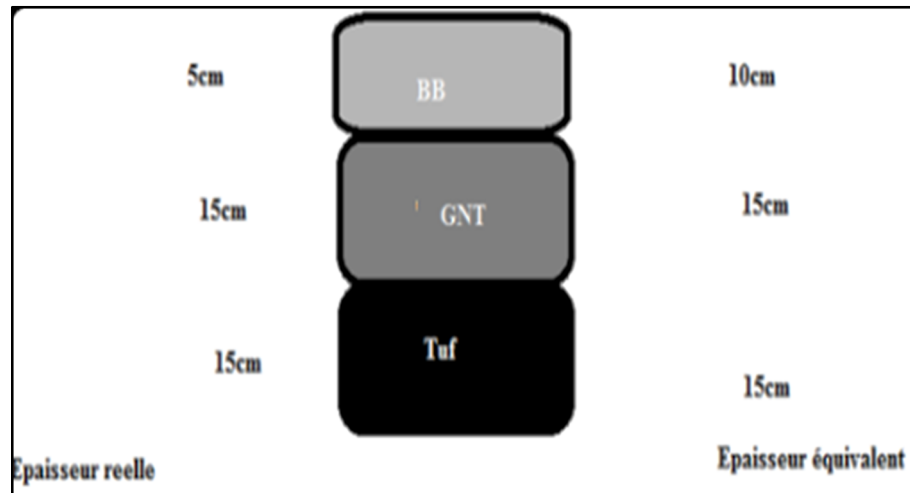 5cm
BB
10cm
15cm
GNT
15cm
Tuf
15cm
15cm
Epaisseur reelle
Epaisseur équivalent